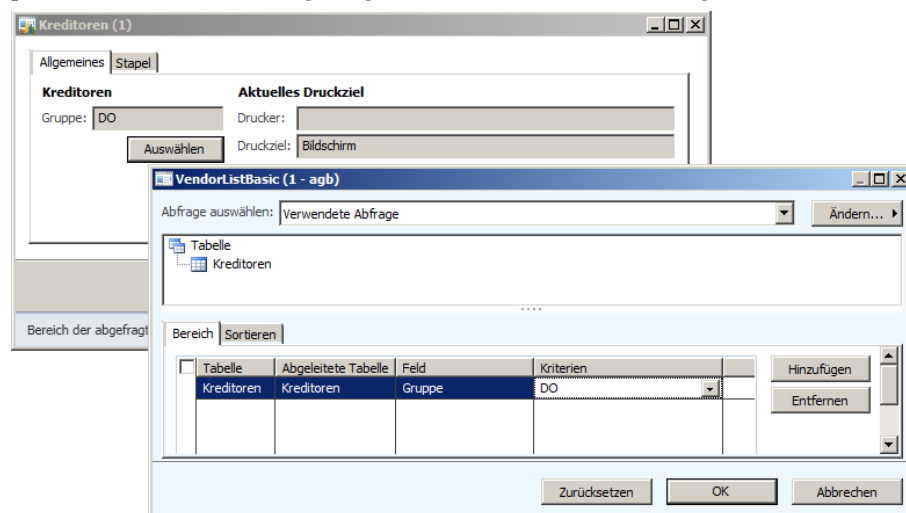 Kreditoren (1)
Allgemeines Stapel
Kreditoren Aktuelles Druckziel
Gruppe: DO Drucker:
Auswählen Druckziel: Bildschirm
VendorListBasic (1 - agb)
Abfrage auswählen: Verwendete Abfrage Ändern...
Tabelle
Kreditoren
Bereich der abgefragt
Bereich Sortieren
Tabelle Abgeleitete Tabelle Feld Kriterien Hinzufügen
Kreditoren Kreditoren Gruppe DO
Entfernen
Zurücksetzen OK Abbrechen